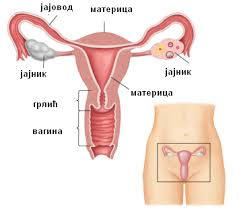 јајовод
материца
јајник
јајник
материца
грлић
вагина